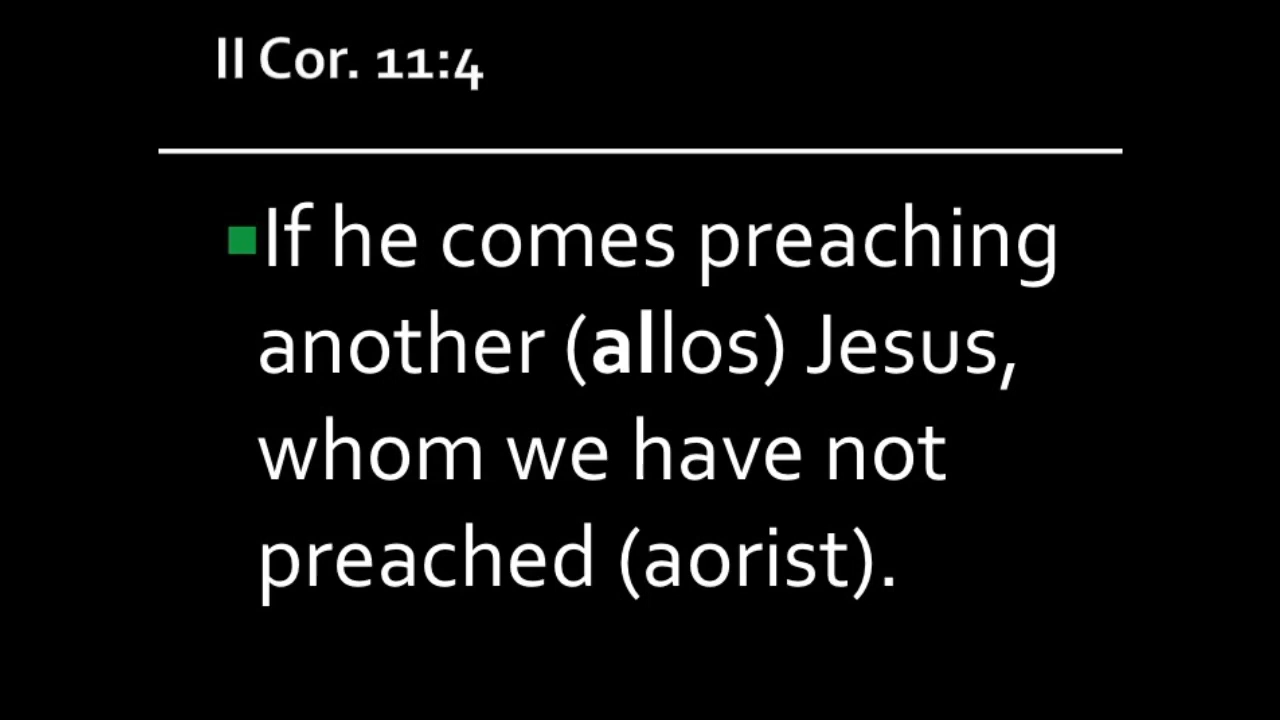 II Cor. 11:4
If he comes preaching
another (allos) Jesus,
whom we have not
preached (aorist).